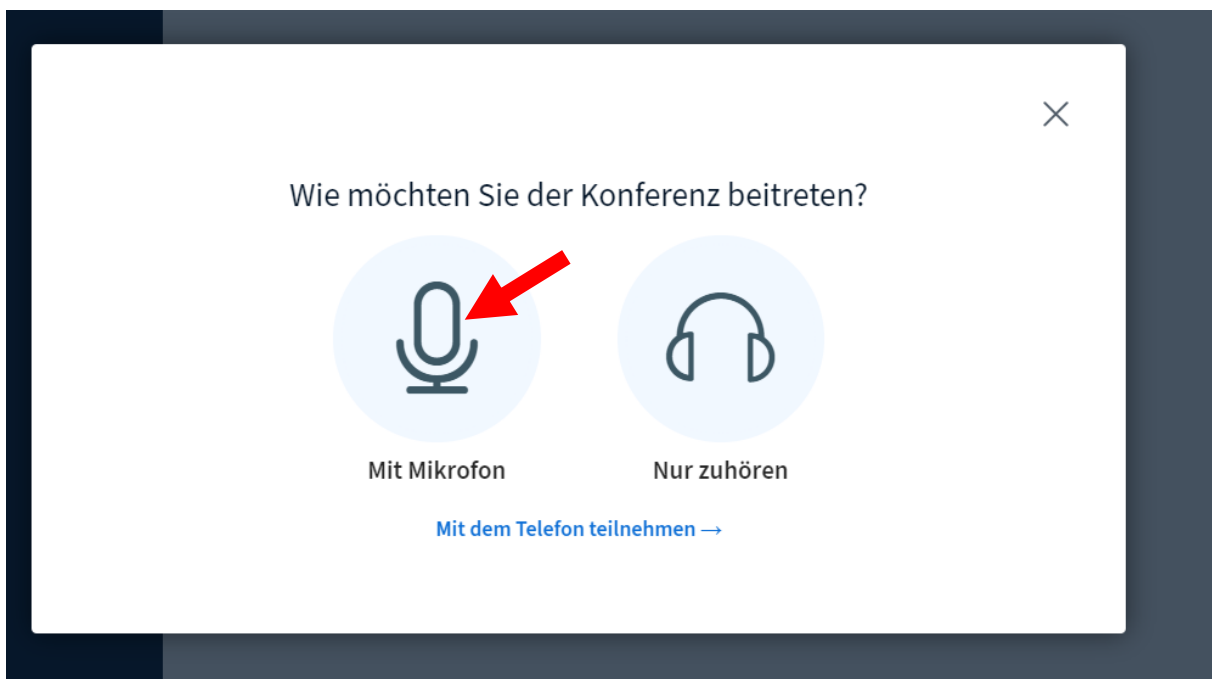 Wie möchten Sie der Konferenz beitreten?
Mit Mikrofon
Nur zuhören
Mit dem Telefon teilnehmen →